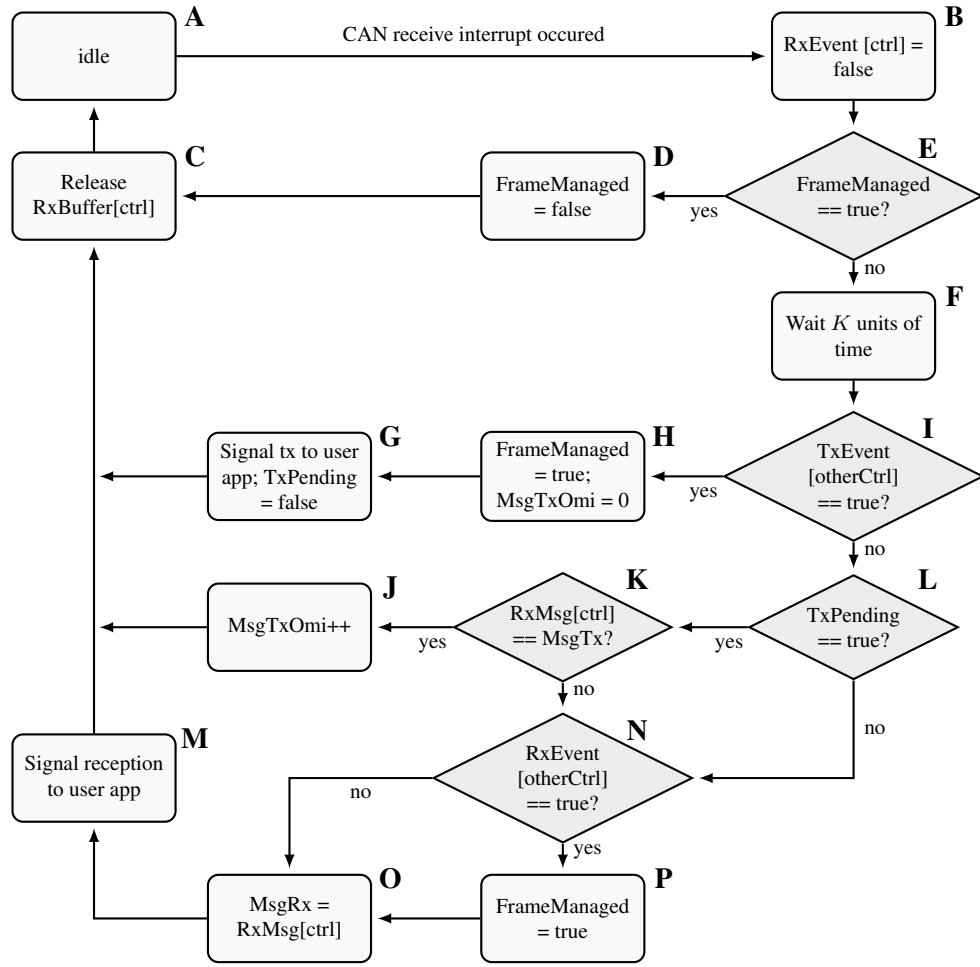 A
idle
CAN receive interrupt occured
B
RxEvent [ctrl] =
false
C
Release
RxBuffer[ctrl]
D
FrameManaged
= false
yes
E
FrameManaged
== true?
no
F
Wait K units of
time
G
Signal tx to user
app; TxPending
= false
H
FrameManaged
= true;
MsgTxOmi = 0
yes
I
TxEvent
[otherCtrl]
== true?
no
J
MsgTxOmi++
yes
K
RxMsg[ctrl]
== MsgTx?
no
yes
L
TxPending
== true?
no
M
Signal reception
to user app
no
N
RxEvent
[otherCtrl]
== true?
yes
O
MsgRx =
RxMsg[ctrl]
P
FrameManaged
= true